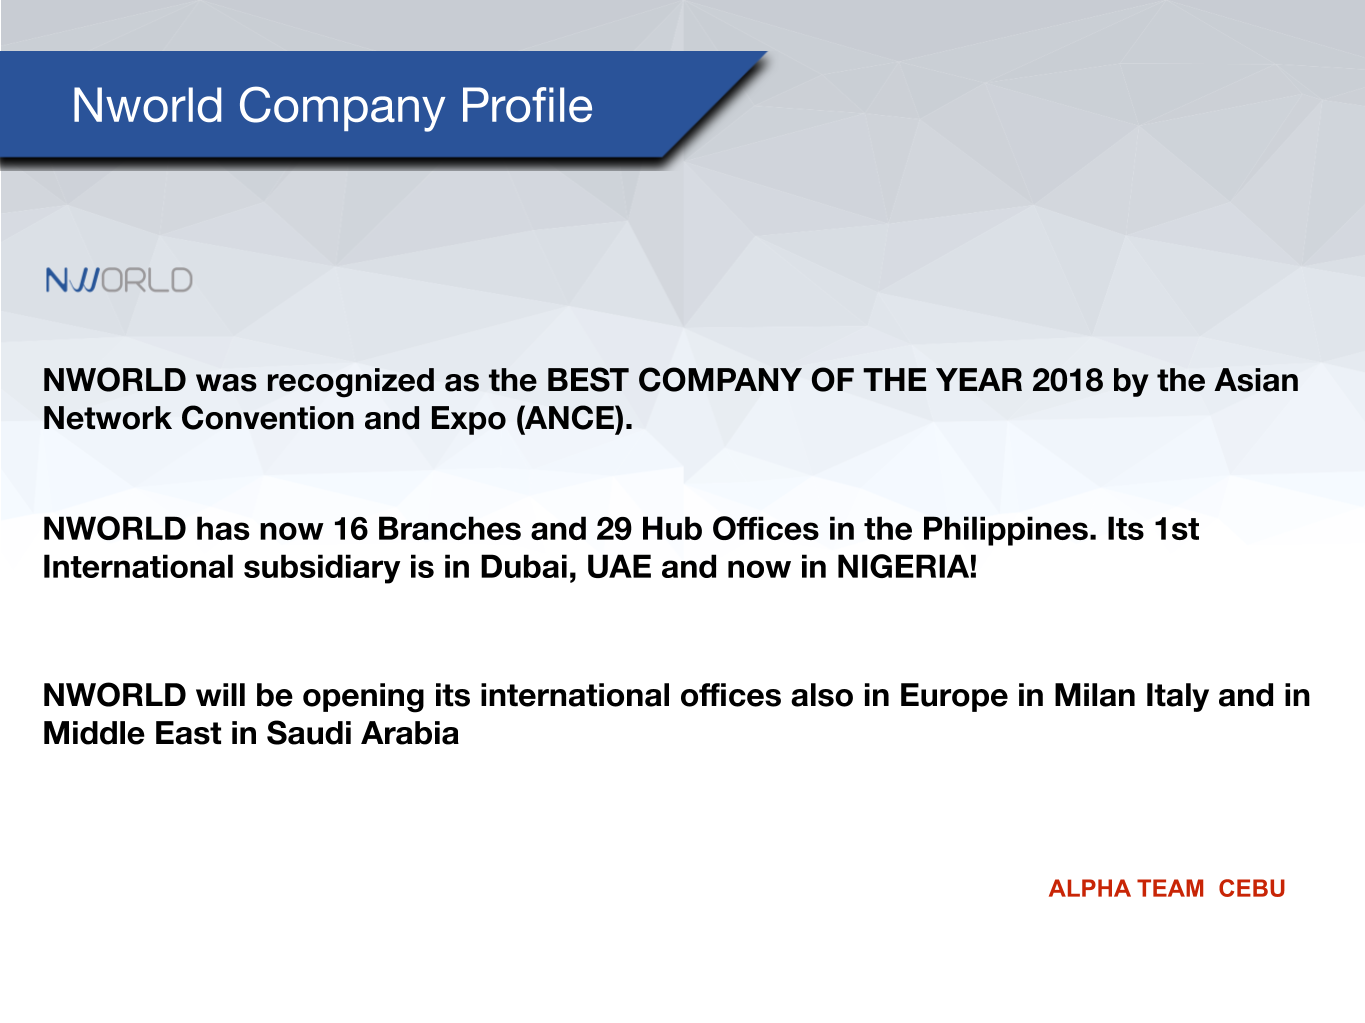 Nworld Company Profile
NWORLD
NWORLD was recognized as the BEST COMPANY OF THE YEAR 2018 by the Asian
Network Convention and Expo (ANCE).
NWORLD has now 16 Branches and 29 Hub Offices in the Philippines. Its 1st
International subsidiary is in Dubai, UAE and now in NIGERIA!
NWORLD will be opening its international offices also in Europe in Milan Italy and in
Middle East in Saudi Arabia
ALPHA TEAM  CEBU